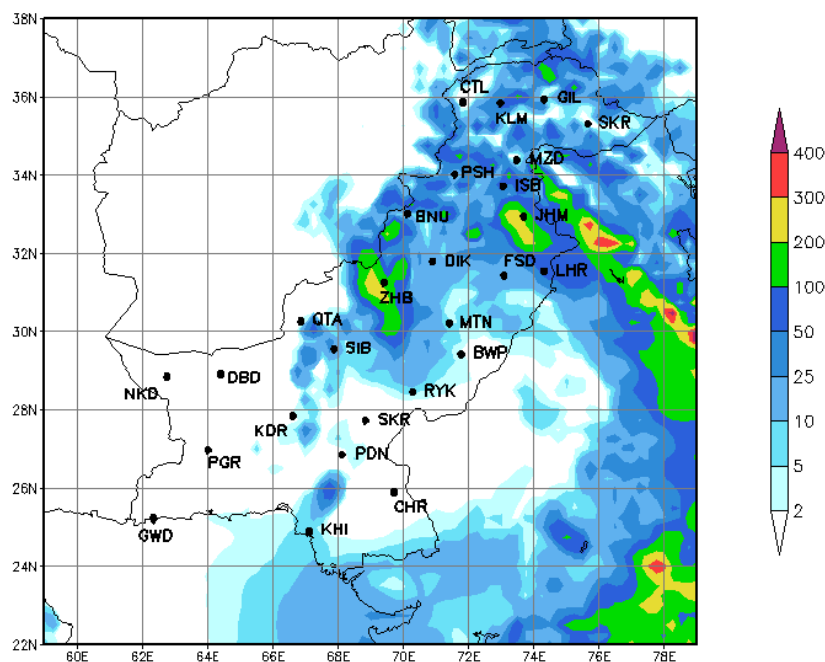 38N
36N
34N
32N
30N
28N
26N
24N
22N
60E 62E 64E 66E 68E 70E 72E 74E 76E 78E
CTL
GIL
KLM
SKR
MZD
PSH
ISB
BNU
JHM
DIK
FSD
LHR
ZHB
QTA
MTN
SIB
BWP
DBD
NKD
RYK
SKR
KDR
PDN
PGR
CHR
KHI
GWD
400
300
200
100
50
25
10
5
2